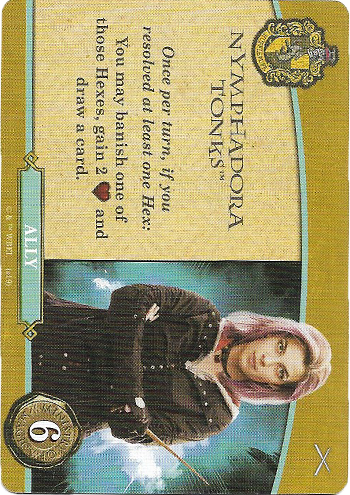 NYMPHADORA
TONKS™
Once per turn, if you
resolved at least one Hex:
You may banish one of
those Hexes, gain 2 and
draw a card.
ALLY
6
X